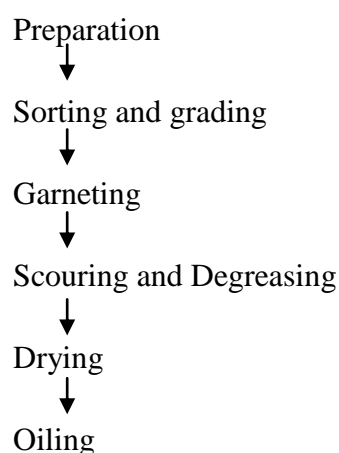 Preparation
Sorting and grading
Garneting
Scouring and Degreasing
Drying
Oiling